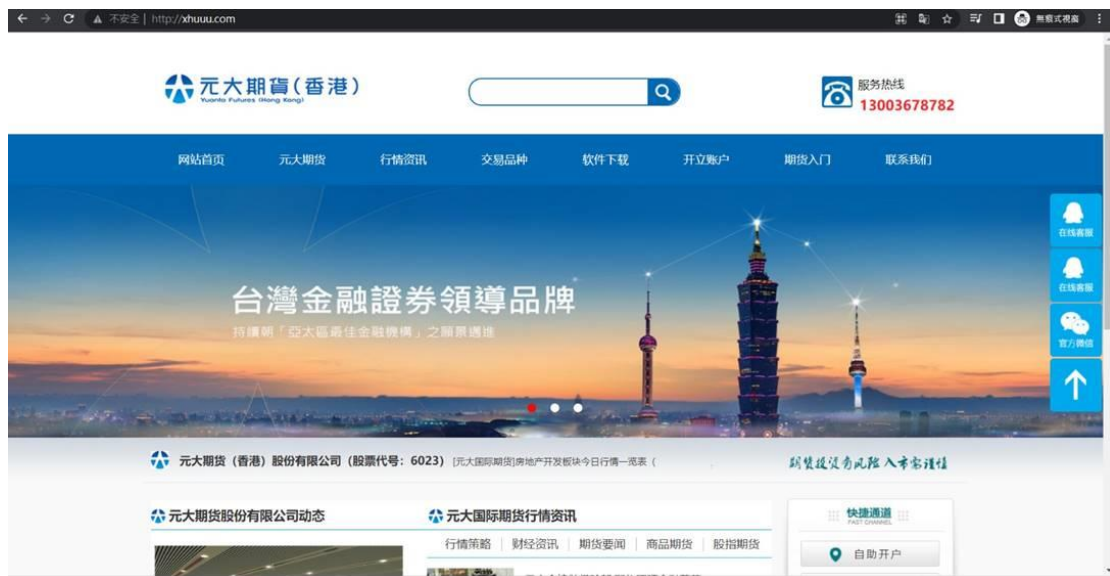 不安全 | http://xhuuu.com
無痕式視窗
元大期貨(香港)
Yuanta Futures (Hong Kong)
服务热线
13003678782
网站首页 元大期货 行情资讯 交易品种 软件下载 开立账户 期货入门 联系我们
在线客服
在线客服
官方微信
台灣金融證券領導品牌
持續朝「亞太區最佳金融機構」之願景邁進
元大期货（香港）股份有限公司（股票代号：6023） [元大国际期货]房地产开发板块今日行情一览表（
期货投资有风险 入市需谨慎
元大期货股份有限公司动态
元大国际期货行情资讯
行情策略 | 财经资讯 | 期货要闻 | 商品期货 | 股指期货
快捷通道
FAST CHANNEL
自助开户